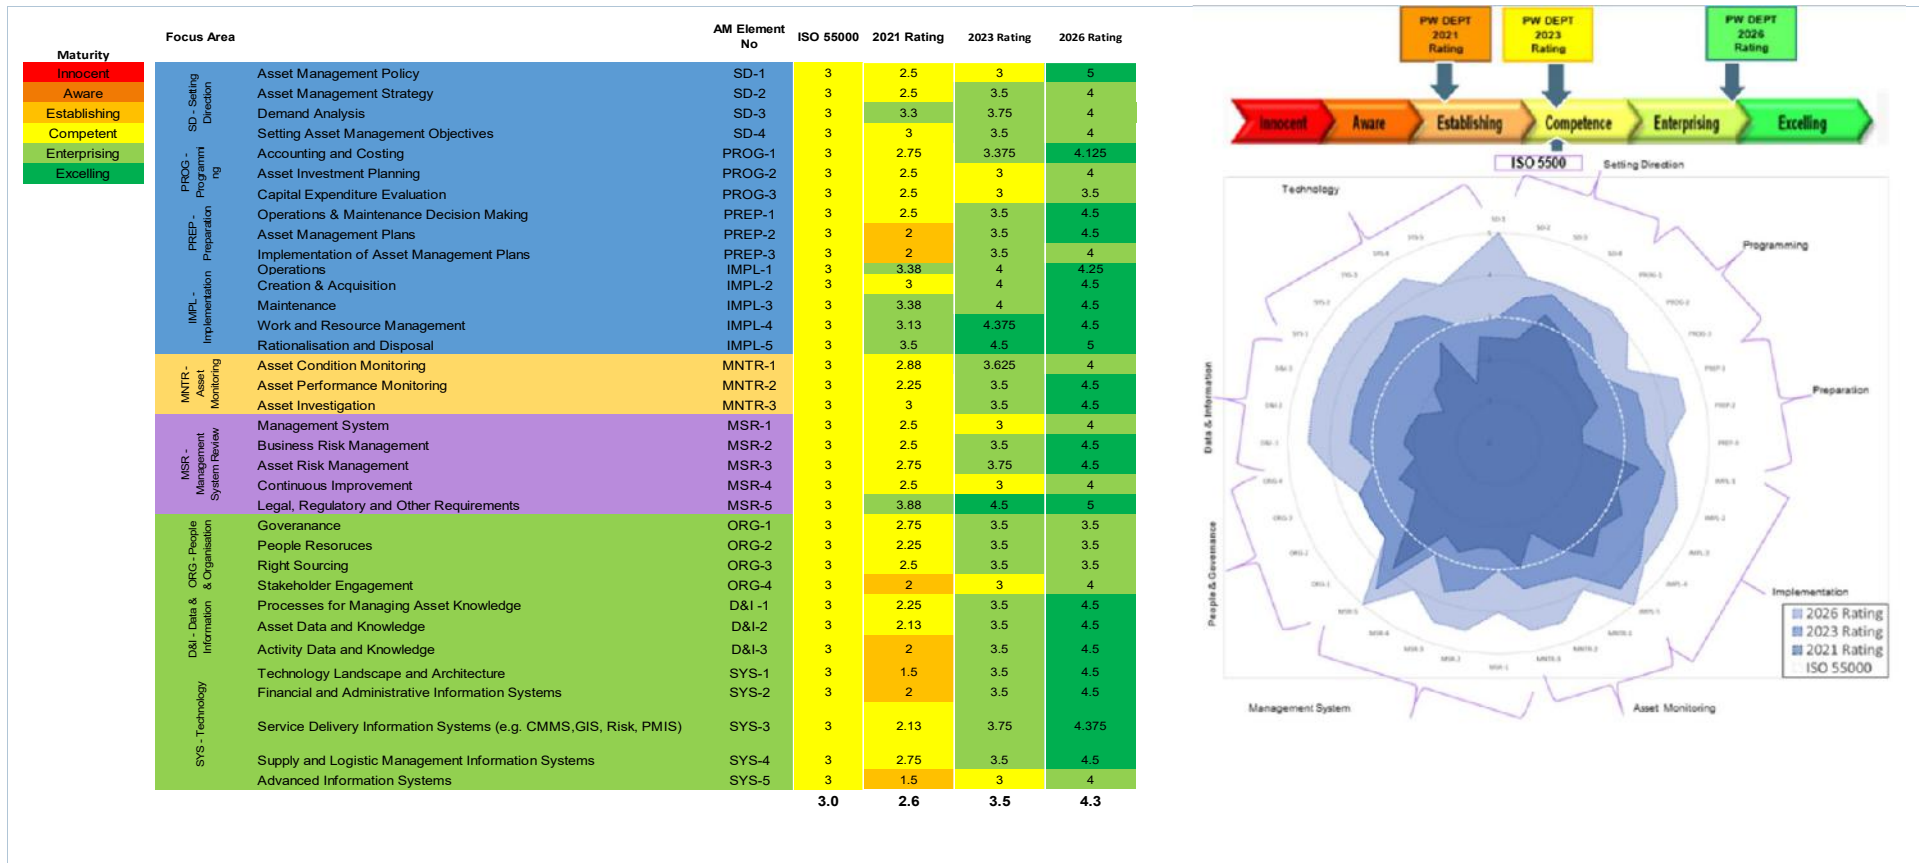 Focus Area AM Element No ISO 55000 2021 Rating 2023 Rating 2026 Rating
Maturity
Innocent
Aware
Establishing
Competent
Enterprising
Excelling
SD - Setting Direction
Asset Management Policy SD-1 3 2.5 3 5
Asset Management Strategy SD-2 3 2.5 3.5 4
Demand Analysis SD-3 3 3.3 3.75 4
Setting Asset Management Objectives SD-4 3 3 3.5 4
PROG - Programmi ng
Accounting and Costing PROG-1 3 2.75 3.375 4.125
Asset Investment Planning PROG-2 3 2.5 3 4
Capital Expenditure Evaluation PROG-3 3 2.5 3 3.5
PREP - Preparation
Operations & Maintenance Decision Making PREP-1 3 2.5 3.5 4.5
Asset Management Plans PREP-2 3 2 3.5 4.5
Implementation of Asset Management Plans PREP-3 3 2 3.5 4
IMPL - Implementation
Operations IMPL-1 3 3.38 4 4.25
Creation & Acquisition IMPL-2 3 3 4 4.5
Maintenance IMPL-3 3 3.38 4 4.5
Work and Resource Management IMPL-4 3 3.13 4.375 4.5
Rationalisation and Disposal IMPL-5 3 3.5 4.5 5
MNTR - Asset Monitoring
Asset Condition Monitoring MNTR-1 3 2.88 3.625 4
Asset Performance Monitoring MNTR-2 3 2.25 3.5 4.5
Asset Investigation MNTR-3 3 3 3.5 4.5
MSR - Management System Review
Management System MSR-1 3 2.5 3 4
Business Risk Management MSR-2 3 2.5 3.5 4.5
Asset Risk Management MSR-3 3 2.75 3.75 4.5
Continuous Improvement MSR-4 3 2.5 3 4
Legal, Regulatory and Other Requirements MSR-5 3 3.88 4.5 5
ORG - People & Organisation
Goveranance ORG-1 3 2.75 3.5 3.5
People Resoruces ORG-2 3 2.25 3.5 3.5
Right Sourcing ORG-3 3 2.5 3.5 3.5
Stakeholder Engagement ORG-4 3 2 3 4
D&I - Data & Information
Processes for Managing Asset Knowledge D&I -1 3 2.25 3.5 4.5
Asset Data and Knowledge D&I-2 3 2.13 3.5 4.5
Activity Data and Knowledge D&I-3 3 2 3.5 4.5
SYS - Technology
Technology Landscape and Architecture SYS-1 3 1.5 3.5 4.5
Financial and Administrative Information Systems SYS-2 3 2 3.5 4.5
Service Delivery Information Systems (e.g. CMMS,GIS, Risk, PMIS) SYS-3 3 2.13 3.75 4.375
Supply and Logistic Management Information Systems SYS-4 3 2.75 3.5 4.5
Advanced Information Systems SYS-5 3 1.5 3 4
3.0 2.6 3.5 4.3
PW DEPT 2021 Rating
PW DEPT 2023 Rating
PW DEPT 2026 Rating
Innocent Aware Establishing Competence Enterprising Excelling
ISO 5500
Setting Direction
Technology
Programming
Preparation
Data & Information
People & Governance
Implementation
2026 Rating
2023 Rating
2021 Rating
ISO 55000
Management System
Asset Monitoring